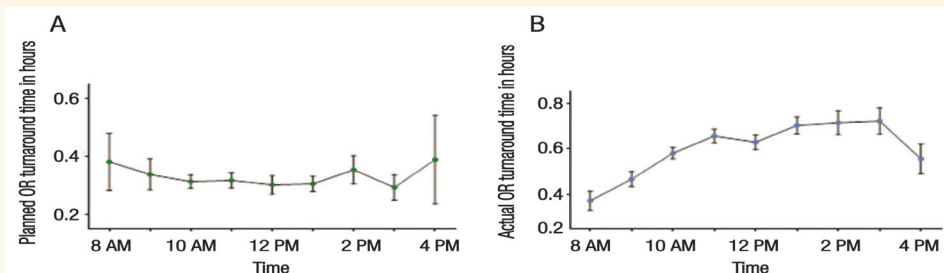 A
Planned OR turnaround time in hours
0.6
0.4
0.2
8 AM 10 AM 12 PM 2 PM 4 PM
Time
B
Actual OR turnaround time in hours
0.8
0.6
0.4
0.2
8 AM 10 AM 12 PM 2 PM 4 PM
Time